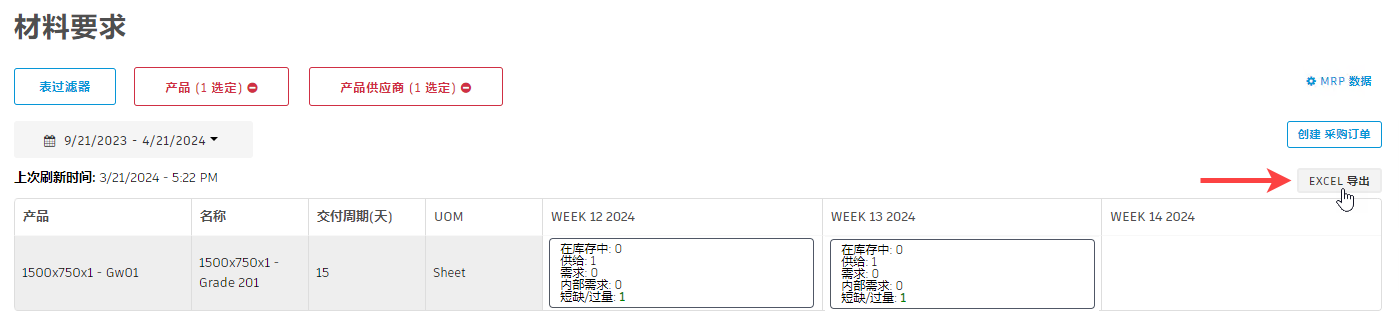 材料要求
表过滤器
产品 (1 选定)
产品供应商 (1 选定)
MRP 数据
9/21/2023 - 4/21/2024
创建 采购订单
上次刷新时间: 3/21/2024 - 5:22 PM
EXCEL 导出
产品 名称 交付周期(天) UOM WEEK 12 2024 WEEK 13 2024 WEEK 14 2024
1500x750x1 - Gw01
1500x750x1 -
Grade 201
15
Sheet
在库存中: 0
供给: 1
需求: 0
内部需求: 0
短缺/过量: 1
在库存中: 0
供给: 1
需求: 0
内部需求: 0
短缺/过量: 1